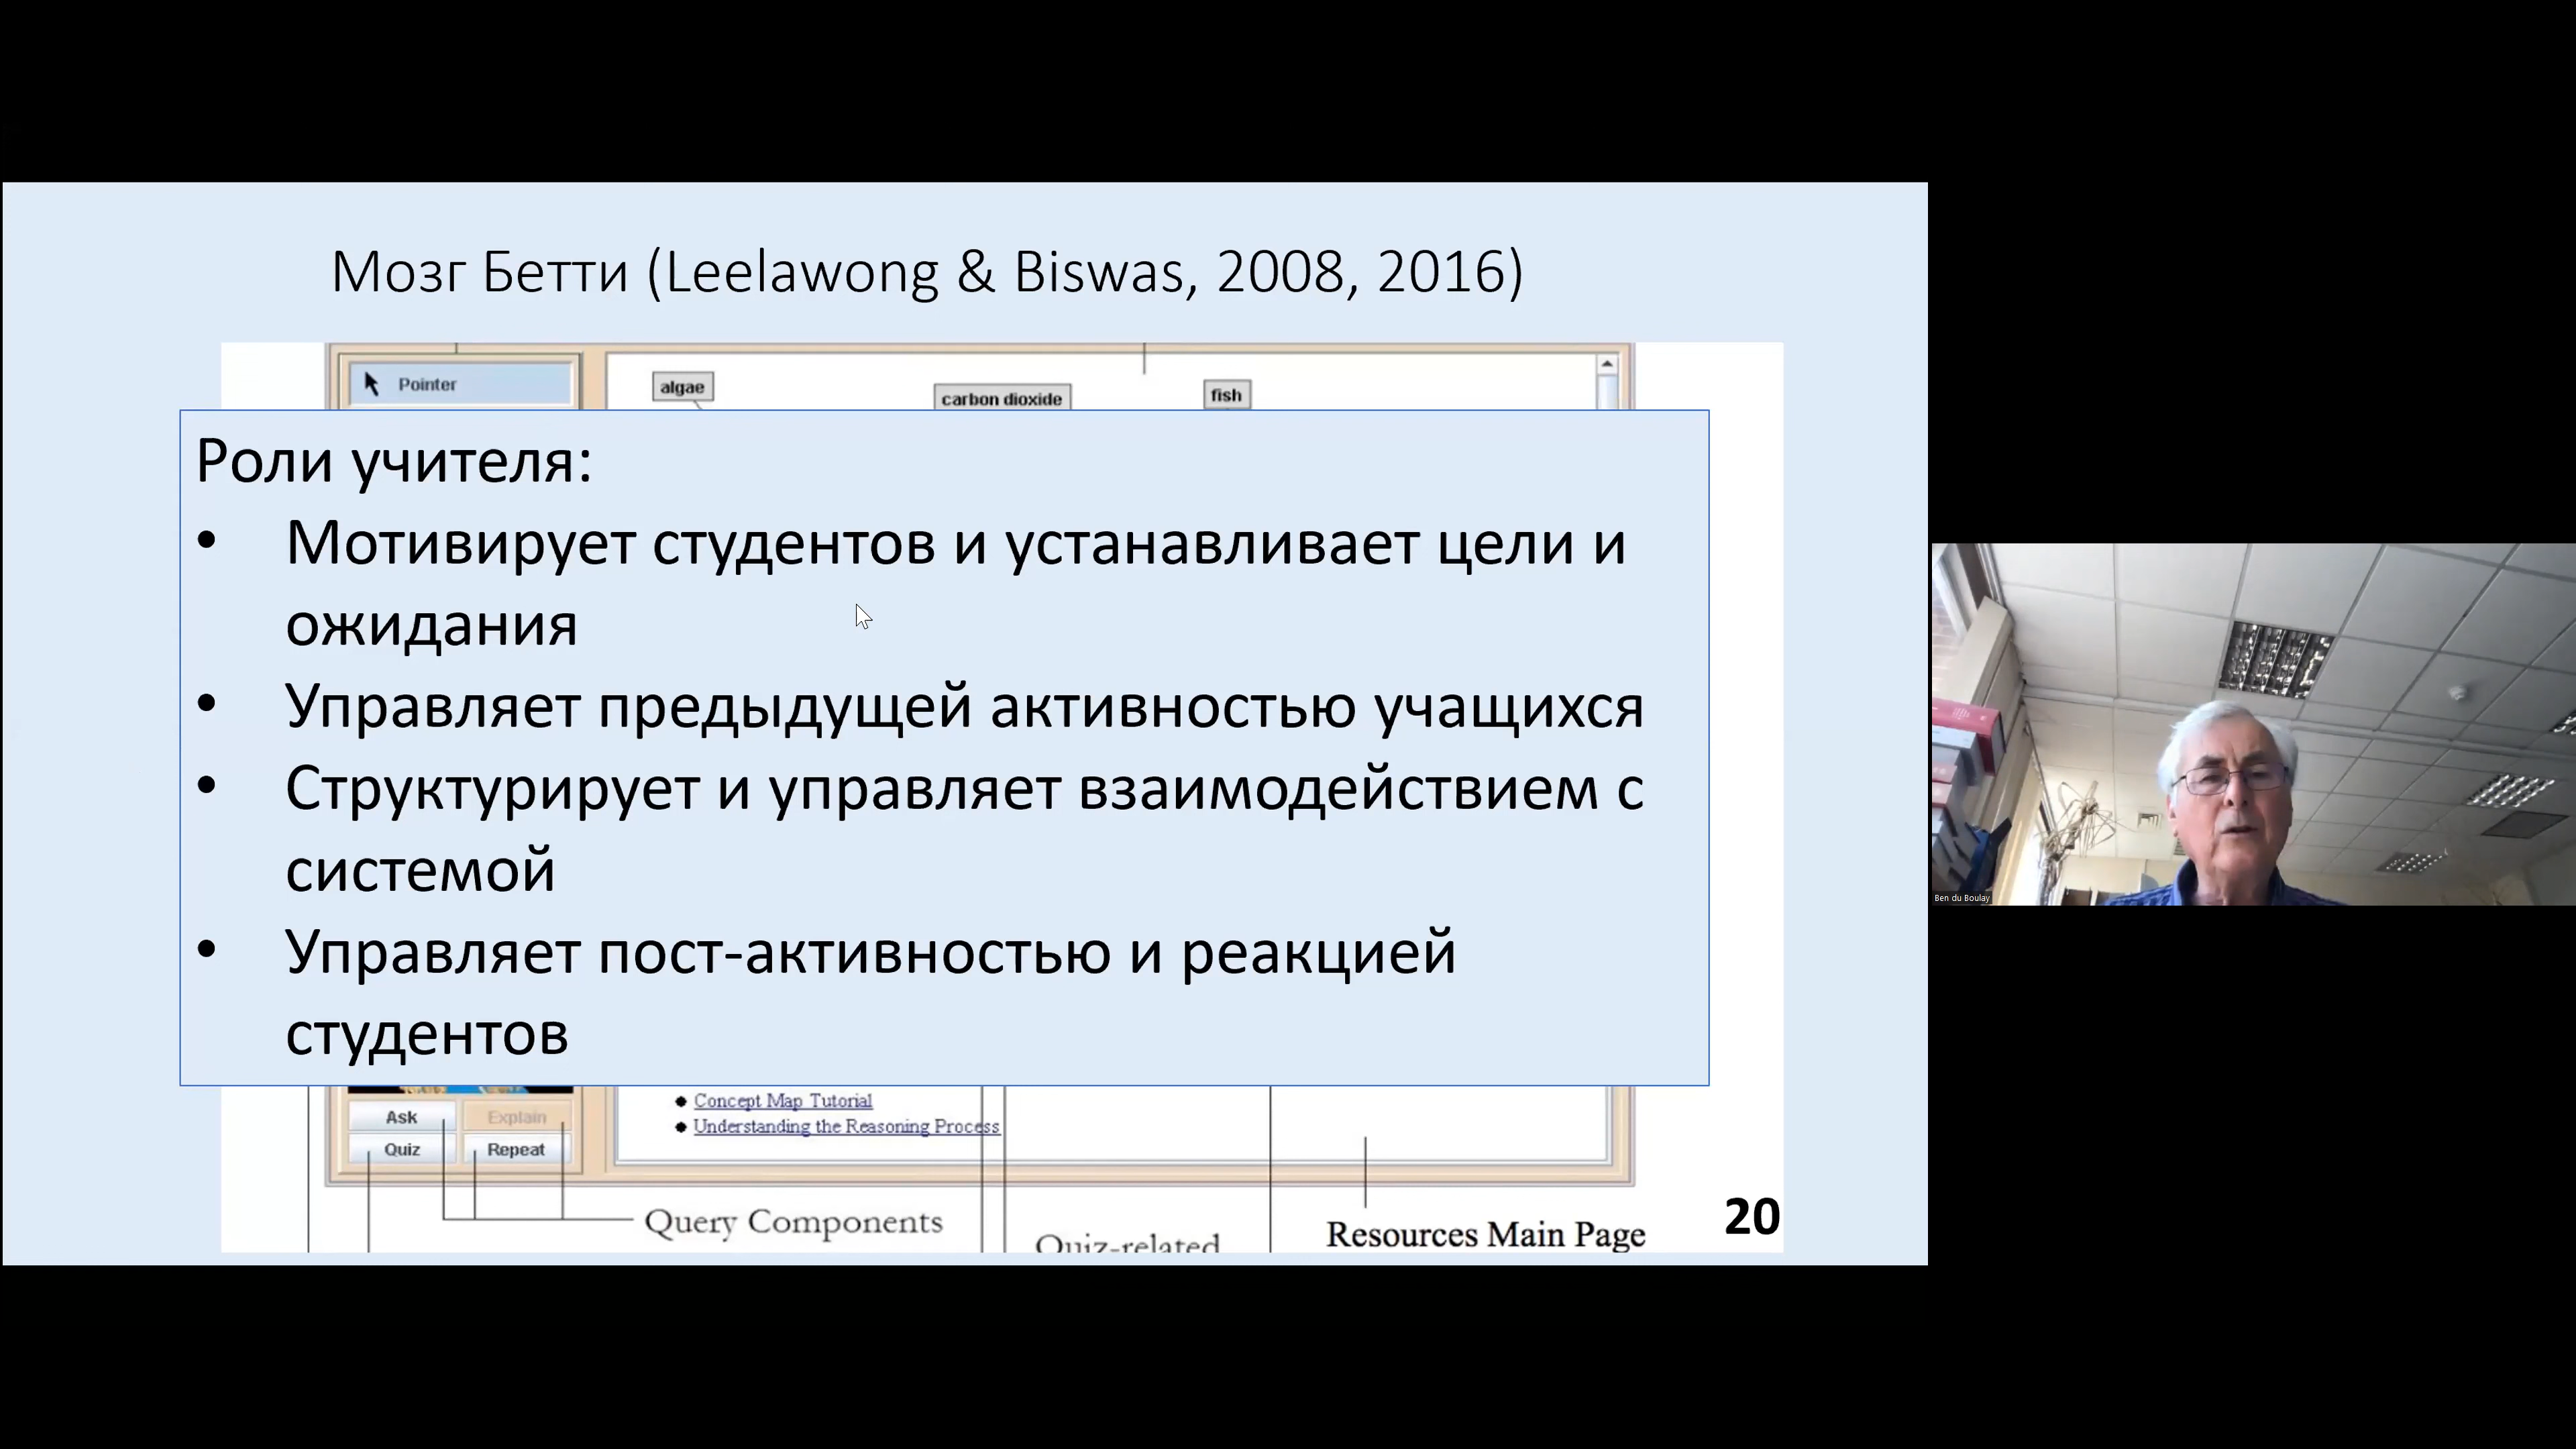 Мозг Бетти (Leelawong & Biswas, 2008, 2016)
Pointer
algae
carbon dioxide
fish
Роли учителя:
• Мотивирует студентов и устанавливает цели и
ожидания
• Управляет предыдущей активностью учащихся
• Структурирует и управляет взаимодействием с
системой
• Управляет пост-активностью и реакцией
студентов
Concept Map Tutorial
Understanding the Reasoning Process
Ask
Explain
Quiz
Repeat
Query Components
Quiz-related
Resources Main Page
20
Ben du Boulay